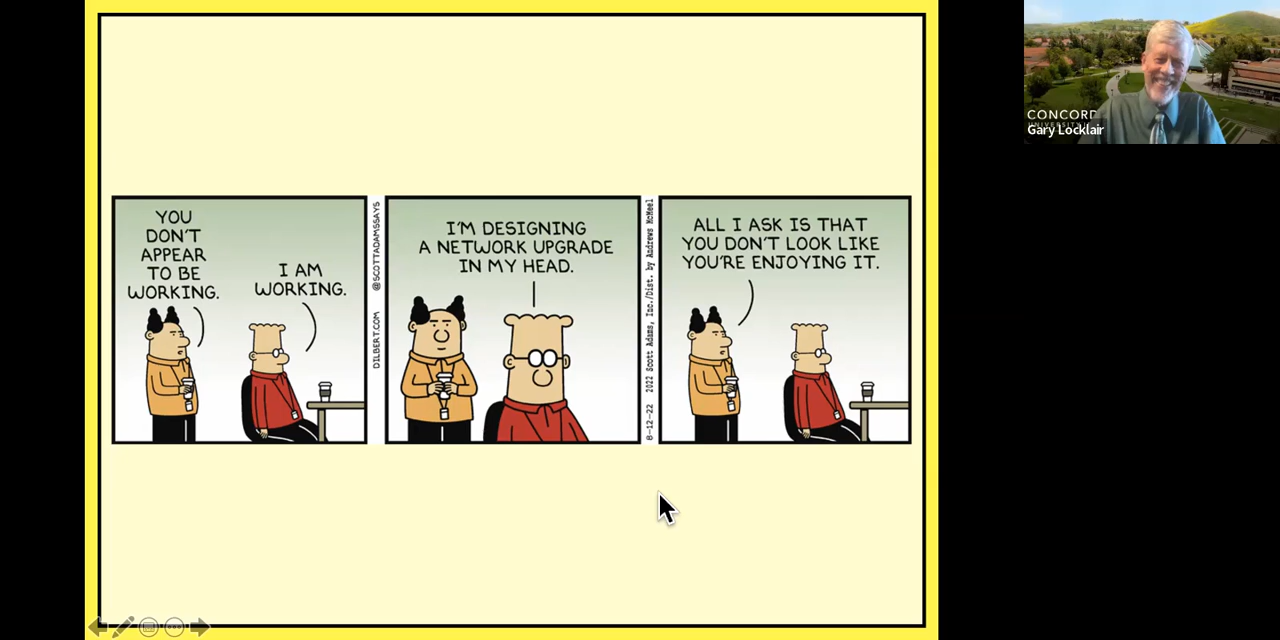 YOU
DON'T
APPEAR
TO BE
WORKING.
I AM
WORKING.
DILBERT.COM @SCOTTADAMSSAYS
I'M DESIGNING
A NETWORK UPGRADE
IN MY HEAD.
8-12-22 2022 Scott Adams, Inc./Dist. by Andrews McMeel
ALL I ASK IS THAT
YOU DON'T LOOK LIKE
YOU'RE ENJOYING IT.
CONCORD
UNIVERSITY
Gary Locklair